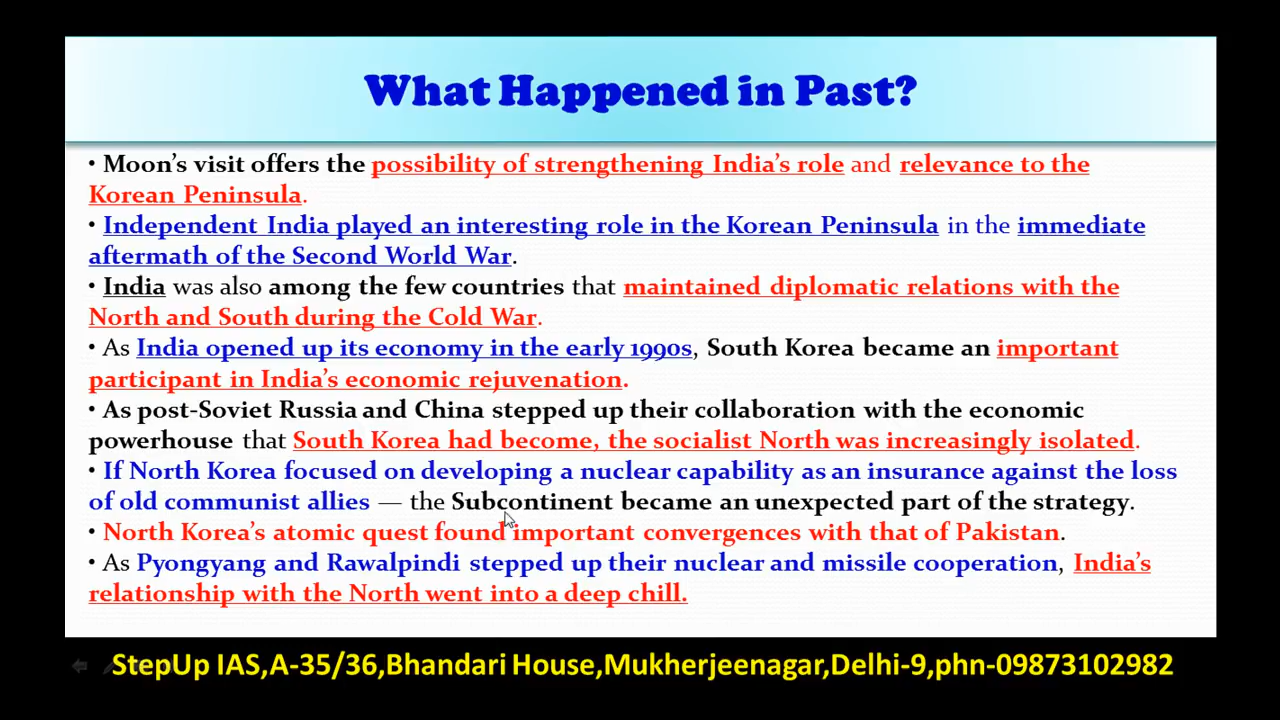 What Happened in Past?
• Moon's visit offers the possibility of strengthening India's role and relevance to the
Korean Peninsula.
• Independent India played an interesting role in the Korean Peninsula in the immediate
aftermath of the Second World War.
• India was also among the few countries that maintained diplomatic relations with the
North and South during the Cold War.
• As India opened up its economy in the early 1990s, South Korea became an important
participant in India's economic rejuvenation.
• As post-Soviet Russia and China stepped up their collaboration with the economic
powerhouse that South Korea had become, the socialist North was increasingly isolated.
• If North Korea focused on developing a nuclear capability as an insurance against the loss
of old communist allies — the Subcontinent became an unexpected part of the strategy.
• North Korea's atomic quest found important convergences with that of Pakistan.
• As Pyongyang and Rawalpindi stepped up their nuclear and missile cooperation, India's
relationship with the North went into a deep chill.
StepUp IAS,A-35/36,Bhandari House,Mukherjeenagar,Delhi-9,phn-09873102982